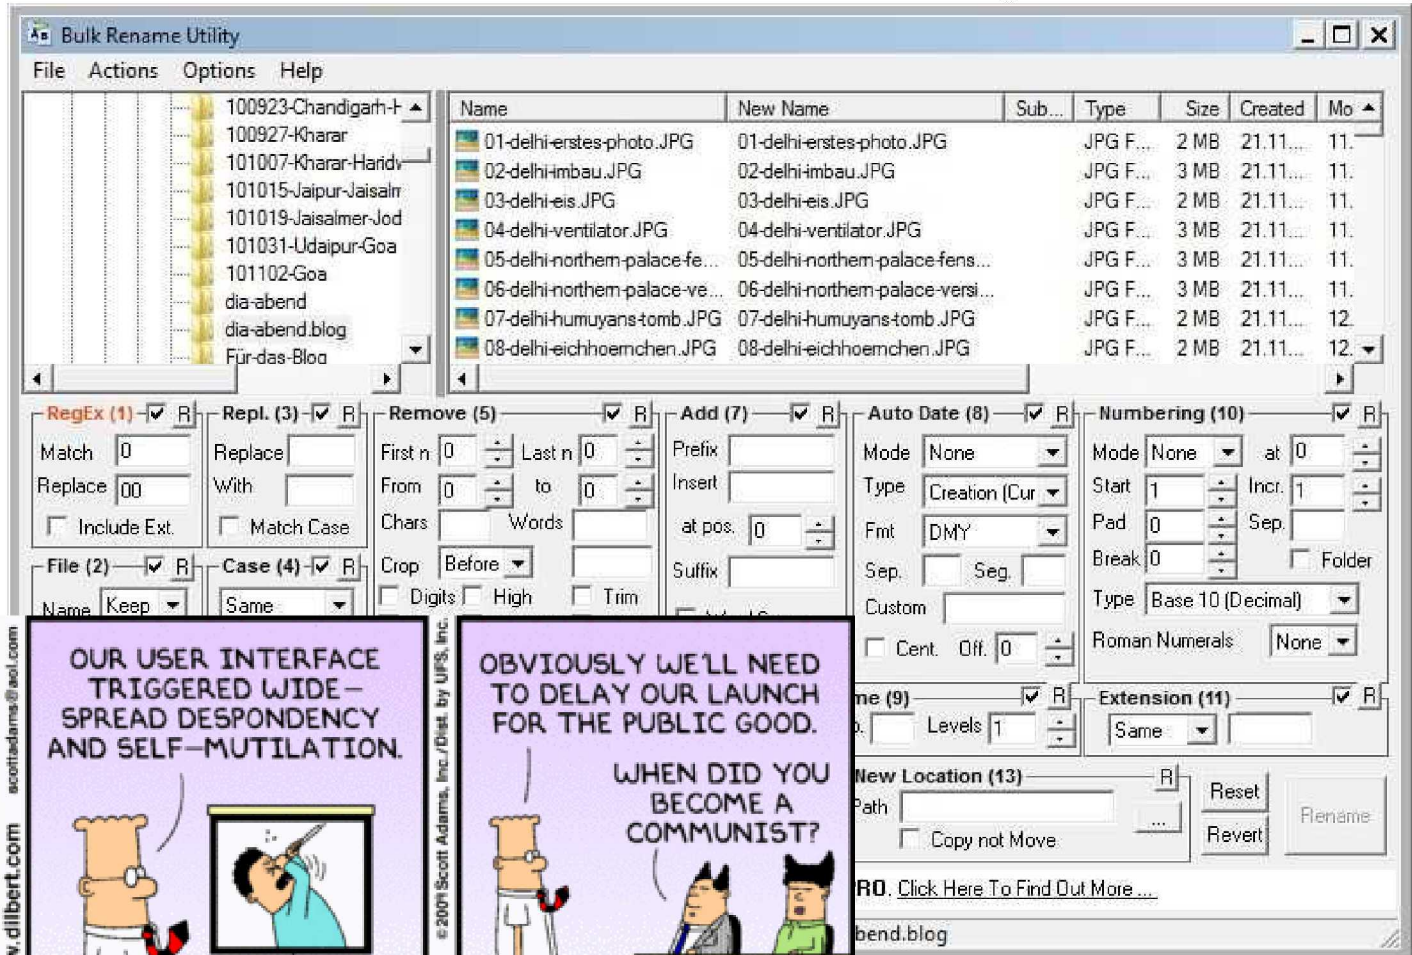 Bulk Rename Utility
File Actions Options Help
100923-Chandigarh-H
100927-Kharar
101007-Kharar-Haridw
101015-Jaipur-Jaisalm
101019-Jaisalmer-Jod
101031-Udaipur-Goa
101102-Goa
dia-abend
dia-abend.blog
Für-das-Blog
Name New Name Sub... Type Size Created Mo
01-delhi-erstes-photo.JPG 01-delhi-erstes-photo.JPG JPG F... 2 MB 21.11... 11.
02-delhi-imbau.JPG 02-delhi-imbau.JPG JPG F... 3 MB 21.11... 11.
03-delhi-eis.JPG 03-delhi-eis.JPG JPG F... 2 MB 21.11... 11.
04-delhi-ventilator.JPG 04-delhi-ventilator.JPG JPG F... 3 MB 21.11... 11.
05-delhi-northern-palace-fe... 05-delhi-northern-palace-fens... JPG F... 3 MB 21.11... 11.
06-delhi-northern-palace-ve... 06-delhi-northern-palace-versi... JPG F... 3 MB 21.11... 11.
07-delhi-humuyans-tomb.JPG 07-delhi-humuyans-tomb.JPG JPG F... 2 MB 21.11... 12.
08-delhi-eichhoernchen.JPG 08-delhi-eichhoernchen.JPG JPG F... 2 MB 21.11... 12.
RegEx (1) R
Match 0
Replace 00
Include Ext.
Repl. (3) R
Replace
With
Match Case
Remove (5) R
First n 0 Last n 0
From 0 to 0
Chars Words
Crop Before
Digits High Trim
Add (7) R
Prefix
Insert
at pos. 0
Suffix
Auto Date (8) R
Mode None
Type Creation (Cur
Fmt DMY
Sep. Seg.
Custom
Cent. Off. 0
Numbering (10) R
Mode None at 0
Start 1 Incr. 1
Pad 0 Sep.
Break 0 Folder
Type Base 10 (Decimal)
Roman Numerals None
File (2) R
Name Keep
Case (4) R
Same
me (9) R
Levels 1
Extension (11) R
Same
New Location (13) R
Path
...
Copy not Move
Reset
Revert
Rename
RO. Click Here To Find Out More ...
bend.blog
OUR USER INTERFACE
TRIGGERED WIDE-
SPREAD DESPONDENCY
AND SELF-MUTILATION.
OBVIOUSLY WE'LL NEED
TO DELAY OUR LAUNCH
FOR THE PUBLIC GOOD.
WHEN DID YOU
BECOME A
COMMUNIST?
w.dilbert.com scottadams@aol.com
©2009 Scott Adams, Inc./Dist. by UFS, Inc.